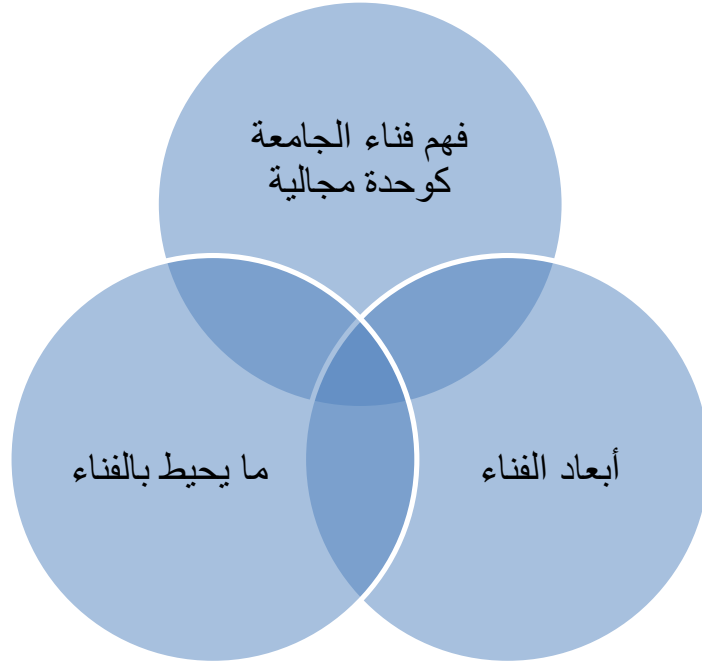 فهم فناء الجامعة
كوحدة مجالية
أبعاد الفناء
ما يحيط بالفناء